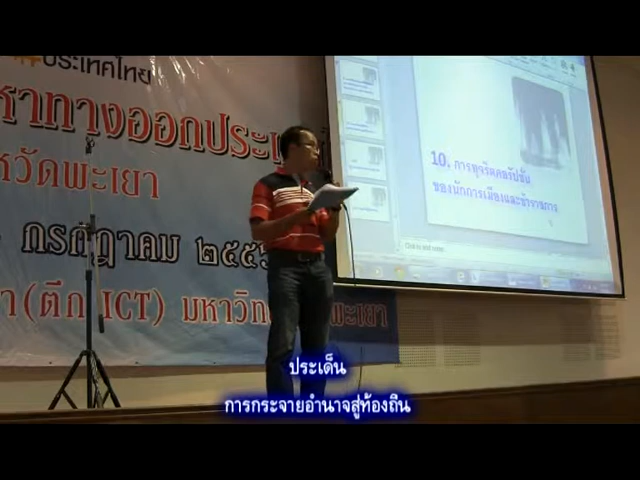 ประเทศไทย
หาทางออกประเ
หวัดพะเยา
กรกฎาคม ๒๕๕
า (ตึก ICT) มหาวิท
พะเยา
10. การทุจริตคอรัปชั่น
ของนักการเมืองและข้าราชการ
ประเด็น
การกระจายอำนาจสู่ท้องถิ่น